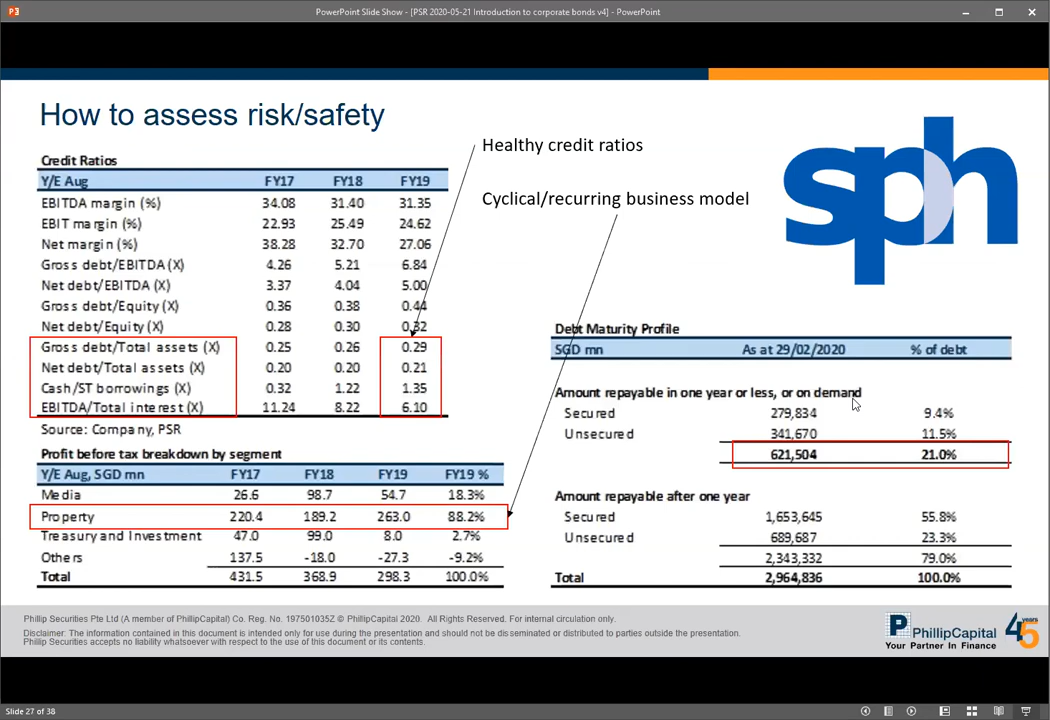 PowerPoint Slide Show - [PSR 2020-05-21 Introduction to corporate bonds v4] - PowerPoint
How to assess risk/safety
Healthy credit ratios
Cyclical/recurring business model
sph
Credit Ratios
Y/E Aug FY17 FY18 FY19
EBITDA margin (%) 34.08 31.40 31.35
EBIT margin (%) 22.93 25.49 24.62
Net margin (%) 38.28 32.70 27.06
Gross debt/EBITDA (X) 4.26 5.21 6.84
Net debt/EBITDA (X) 3.37 4.04 5.00
Gross debt/Equity (X) 0.36 0.38 0.44
Net debt/Equity (X) 0.28 0.30 0.32
Gross debt/Total assets (X) 0.25 0.26 0.29
Net debt/Total assets (X) 0.20 0.20 0.21
Cash/ST borrowings (X) 0.32 1.22 1.35
EBITDA/Total interest (X) 11.24 8.22 6.10
Source: Company, PSR
Profit before tax breakdown by segment
Y/E Aug, SGD mn FY17 FY18 FY19 FY19 %
Media 26.6 98.7 54.7 18.3%
Property 220.4 189.2 263.0 88.2%
Treasury and Investment 47.0 99.0 8.0 2.7%
Others 137.5 -18.0 -27.3 -9.2%
Total 431.5 368.9 298.3 100.0%
Debt Maturity Profile
SGD mn As at 29/02/2020 % of debt
Amount repayable in one year or less, or on demand
Secured 279,834 9.4%
Unsecured 341,670 11.5%
621,504 21.0%
Amount repayable after one year
Secured 1,653,645 55.8%
Unsecured 689,687 23.3%
2,343,332 79.0%
Total 2,964,836 100.0%
Phillip Securities Pte Ltd (A member of PhillipCapital) Co. Reg. No. 197501035Z © PhillipCapital 2020. All Rights Reserved. For internal circulation only.
Disclaimer: The information contained in this document is intended only for use during the presentation and should not be disseminated or distributed to parties outside the presentation.
Phillip Securities accepts no liability whatsoever with respect to the use of this document or its contents.
PhillipCapital
Your Partner In Finance
45 years
Slide 27 of 38